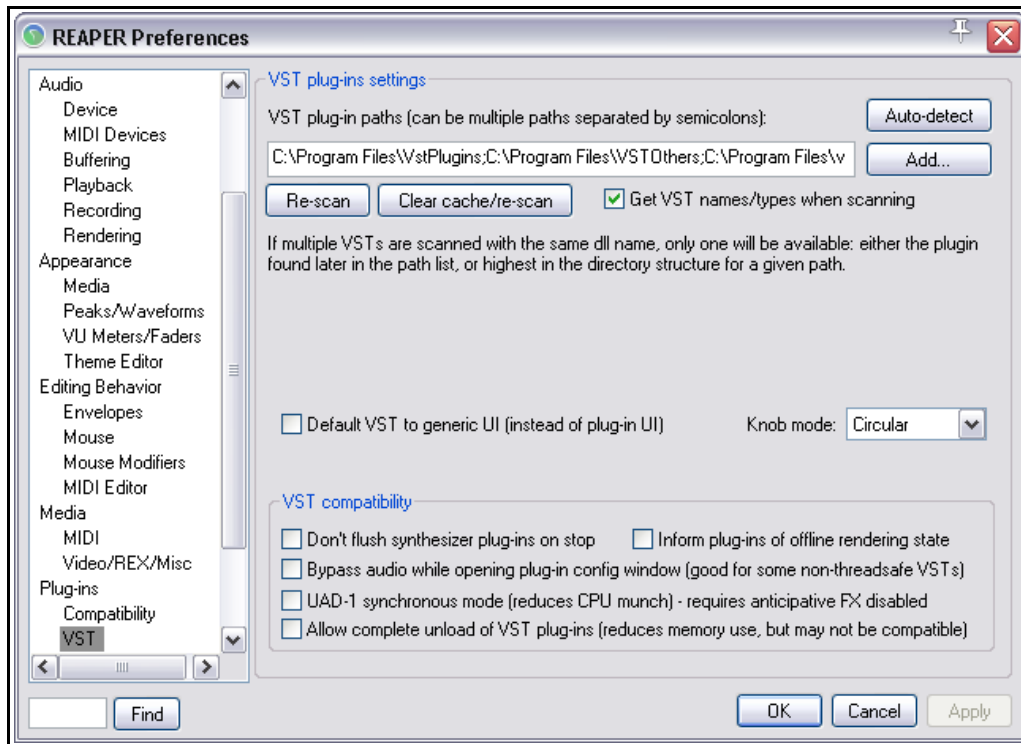 REAPER Preferences
Audio
Device
MIDI Devices
Buffering
Playback
Recording
Rendering
Appearance
Media
Peaks/Waveforms
VU Meters/Faders
Theme Editor
Editing Behavior
Envelopes
Mouse
Mouse Modifiers
MIDI Editor
Media
MIDI
Video/REX/Misc
Plug-ins
Compatibility
VST
Find
VST plug-ins settings
VST plug-in paths (can be multiple paths separated by semicolons):
Auto-detect
C:\Program Files\VstPlugins;C:\Program Files\VSTOthers;C:\Program Files\v
Add...
Re-scan
Clear cache/re-scan
Get VST names/types when scanning
If multiple VSTs are scanned with the same dll name, only one will be available: either the plugin
found later in the path list, or highest in the directory structure for a given path.
Default VST to generic UI (instead of plug-in UI)
Knob mode:
Circular
VST compatibility
Don't flush synthesizer plug-ins on stop
Inform plug-ins of offline rendering state
Bypass audio while opening plug-in config window (good for some non-threadsafe VSTs)
UAD-1 synchronous mode (reduces CPU munch) - requires anticipative FX disabled
Allow complete unload of VST plug-ins (reduces memory use, but may not be compatible)
OK
Cancel
Apply